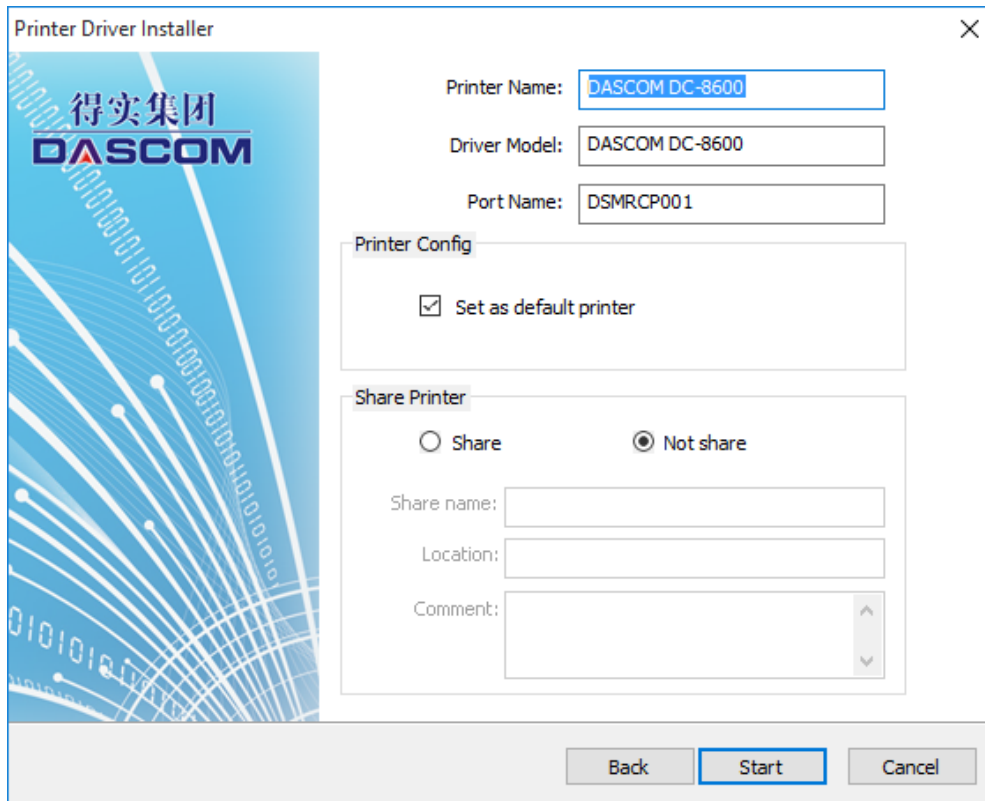 Printer Driver Installer
得实集团
DASCOM
Printer Name: DASCOM DC-8600
Driver Model: DASCOM DC-8600
Port Name: DSMRCP001
Printer Config
Set as default printer
Share Printer
Share Not share
Share name:
Location:
Comment:
Back Start Cancel